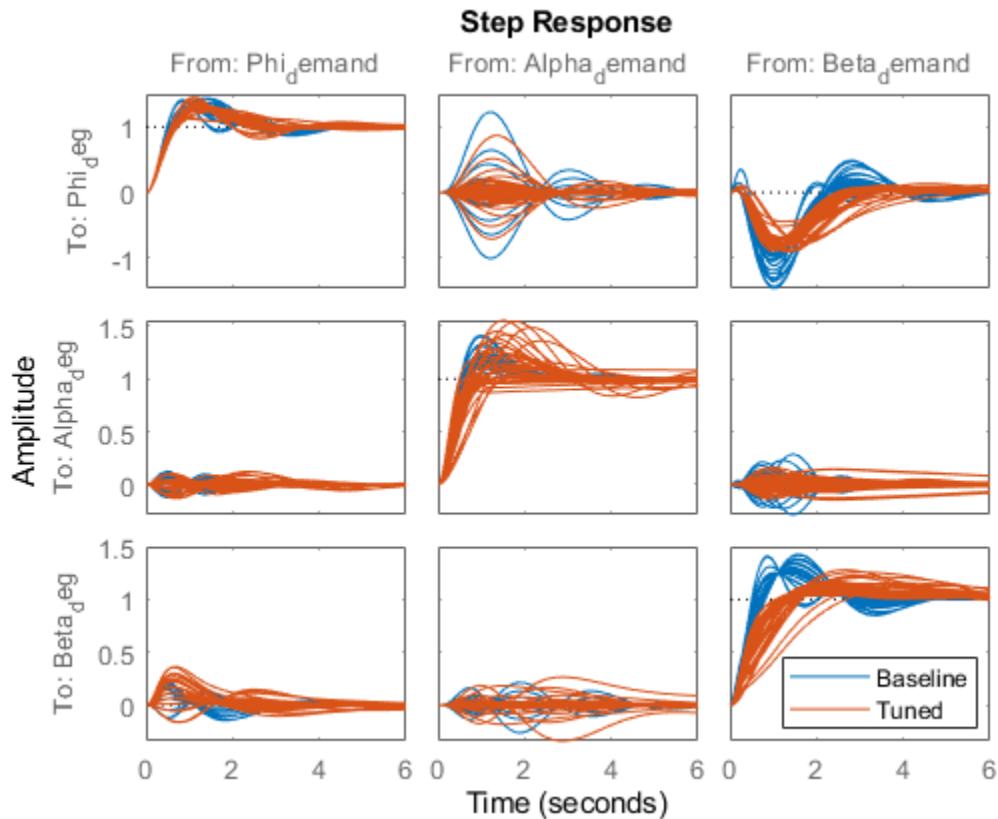 Step Response
From: Phi_demand
From: Alpha_demand
From: Beta_demand
Amplitude
To: Phi_deg
1
0
-1
To: Alpha_deg
1.5
1
0.5
0
To: Beta_deg
1.5
1
0.5
0
Baseline
Tuned
0 2 4 6
0 2 4 6
0 2 4 6
Time (seconds)